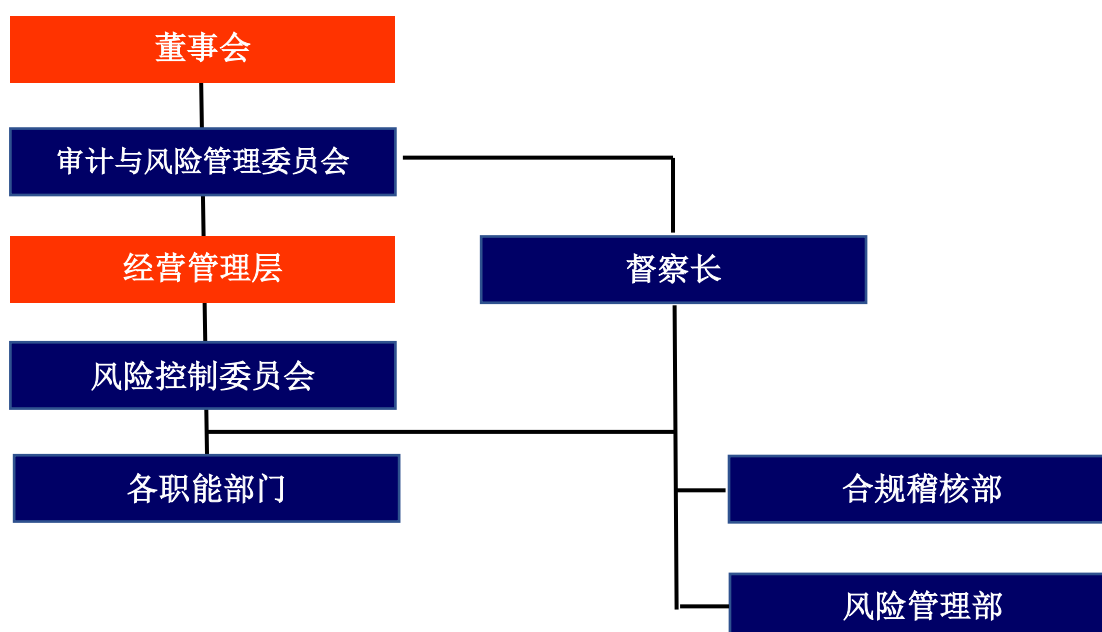 董事会
审计与风险管理委员会
经营管理层
督察长
风险控制委员会
各职能部门
合规稽核部
风险管理部